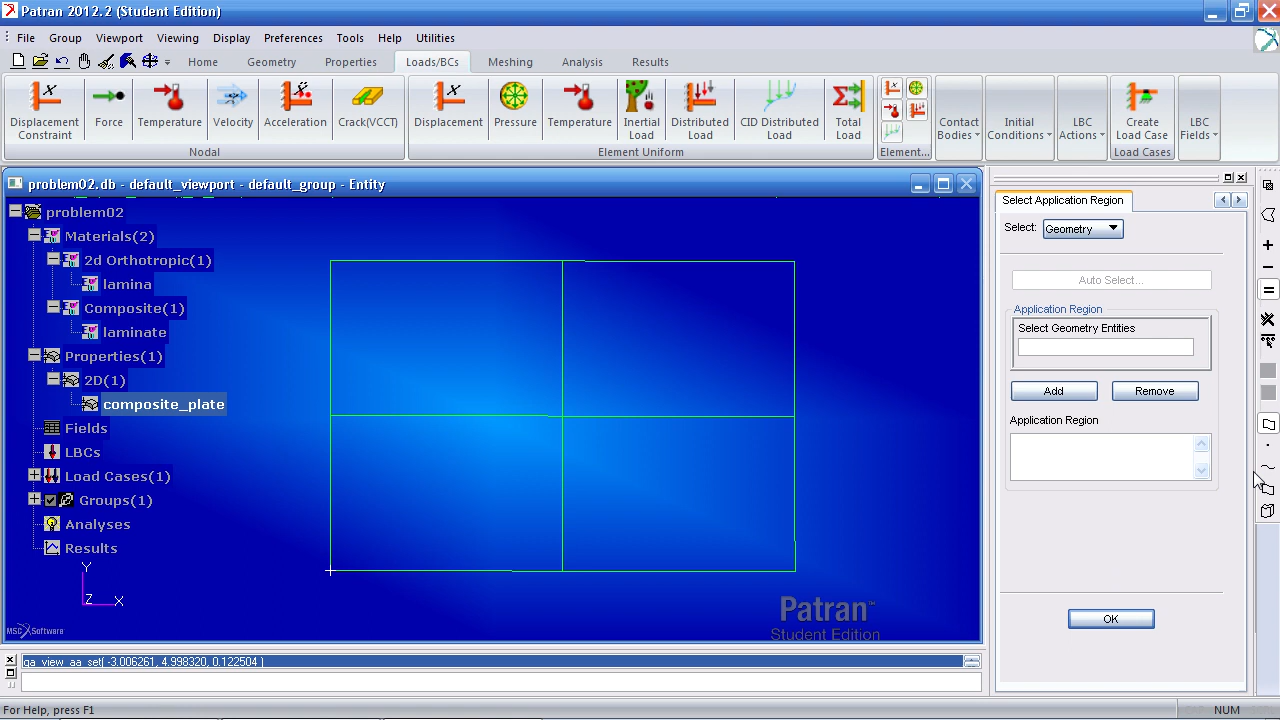 Patran 2012.2 (Student Edition)
File Group Viewport Viewing Display Preferences Tools Help Utilities
Home Geometry Properties Loads/BCs Meshing Analysis Results
Displacement Constraint
Force
Temperatu
elocity
Acceleration
Crack(VCCT)
Displacement
Pressure
Temperature
Inertial Load
Distributed Load
CID Distributed Load
Total Load
Contact Bodies
Initial Conditions
LBC Actions
Create Load Case
LBC Fields
Nodal
Element Uniform
Element...
Load Cases
problem02.db - default_viewport - default_group - Entity
problem02
Materials(2)
2d Orthotropic(1)
lamina
Composite(1)
laminate
Properties(1)
2D(1)
composite_plate
Fields
LBCs
Load Cases(1)
Groups(1)
Analyses
Results
Y
Z
X
MSC Software
Patran™
Student Edition
Select Application Region
Select: Geometry
Auto Select...
Application Region
Select Geometry Entities
Add Remove
Application Region
OK
ga_view_aa_set( -3.006261, 4.998320, 0.122504 )
For Help, press F1
NUM